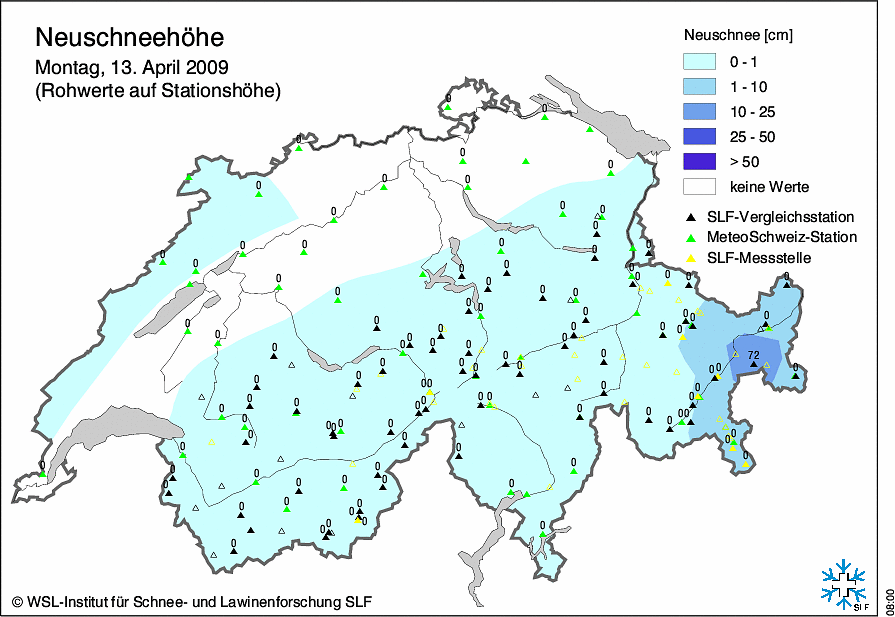 Neuschneehöhe
Montag, 13. April 2009
(Rohwerte auf Stationshöhe)
Neuschnee [cm]
0 - 1
1 - 10
10 - 25
25 - 50
> 50
keine Werte
SLF-Vergleichsstation
MeteoSchweiz-Station
SLF-Messstelle
72
© WSL-Institut für Schnee- und Lawinenforschung SLF
SLF
08:00